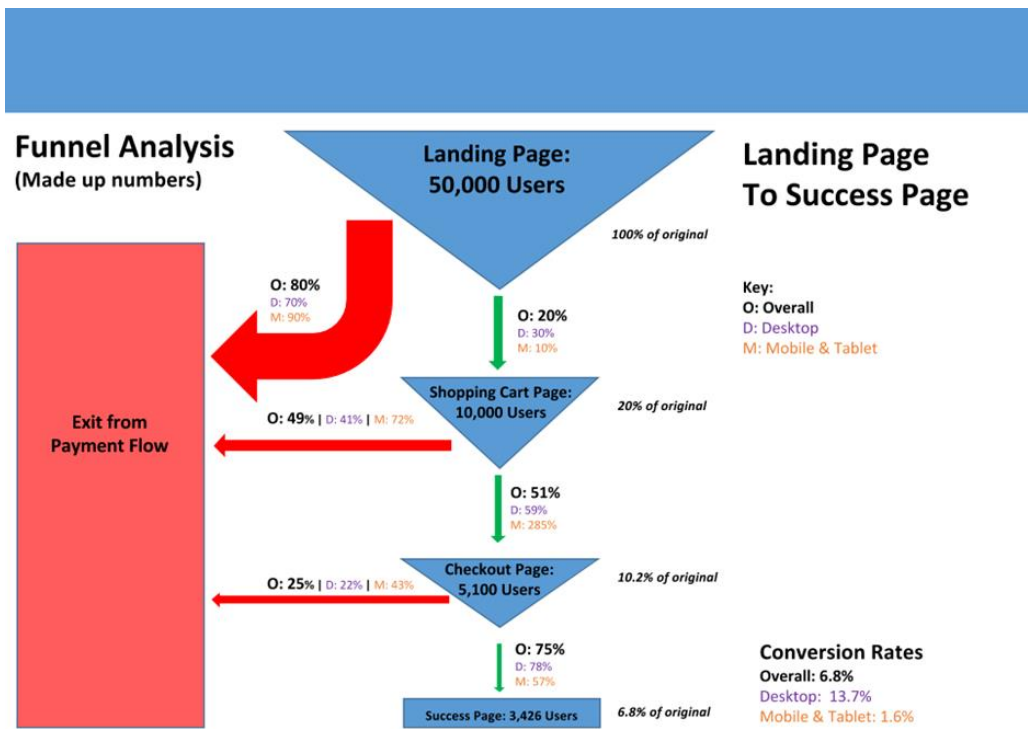 Funnel Analysis
(Made up numbers)
Landing Page:
50,000 Users
Landing Page
To Success Page
100% of original
O: 80%
D: 70%
M: 90%
Key:
O: Overall
D: Desktop
M: Mobile & Tablet
O: 20%
D: 30%
M: 10%
Shopping Cart Page:
10,000 Users
20% of original
Exit from
Payment Flow
O: 49% | D: 41% | M: 72%
O: 51%
D: 59%
M: 285%
Checkout Page:
5,100 Users
10.2% of original
O: 25% | D: 22% | M: 43%
O: 75%
D: 78%
M: 57%
Success Page: 3,426 Users
6.8% of original
Conversion Rates
Overall: 6.8%
Desktop: 13.7%
Mobile & Tablet: 1.6%